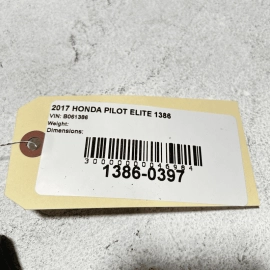 2017 HONDA PILOT ELITE 1386
VIN: B061386
Weight:
Dimensions:
1386-0397